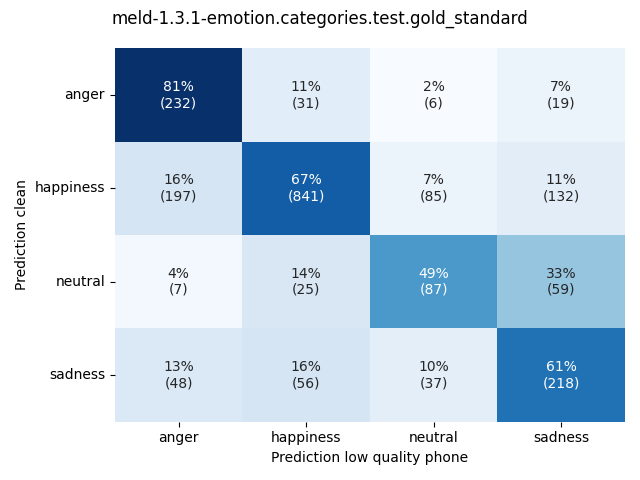 meld-1.3.1-emotion.categories.test.gold_standard
Prediction clean
anger
81%
(232)
11%
(31)
2%
(6)
7%
(19)
happiness
16%
(197)
67%
(841)
7%
(85)
11%
(132)
neutral
4%
(7)
14%
(25)
49%
(87)
33%
(59)
sadness
13%
(48)
16%
(56)
10%
(37)
61%
(218)
anger
happiness
neutral
sadness
Prediction low quality phone